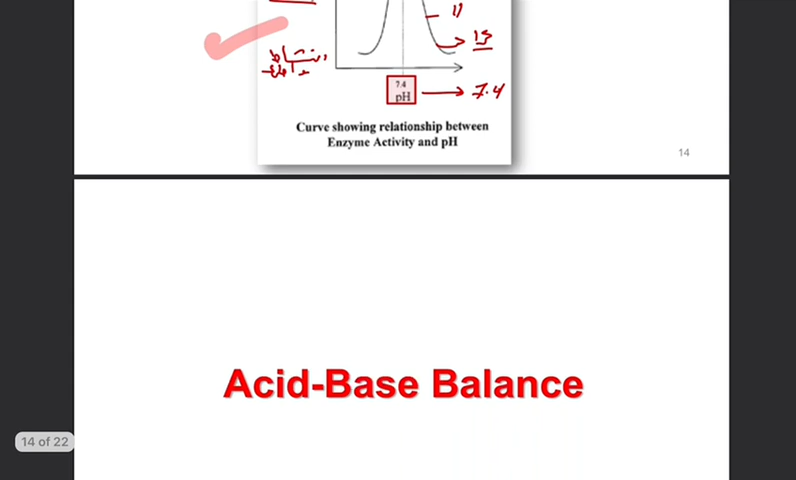 11
13
7.4
pH
7.4
Curve showing relationship between
Enzyme Activity and pH
14
Acid-Base Balance
14 of 22